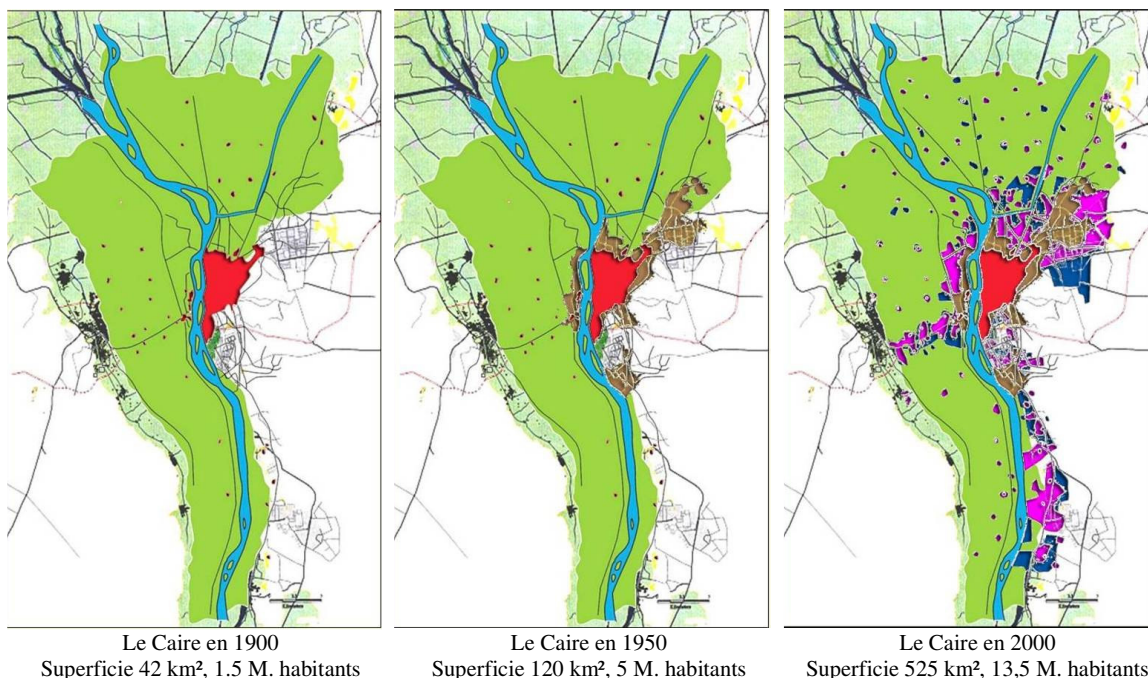 Le Caire en 1900
Superficie 42 km², 1.5 M. habitants
Le Caire en 1950
Superficie 120 km², 5 M. habitants
Le Caire en 2000
Superficie 525 km², 13,5 M. habitants